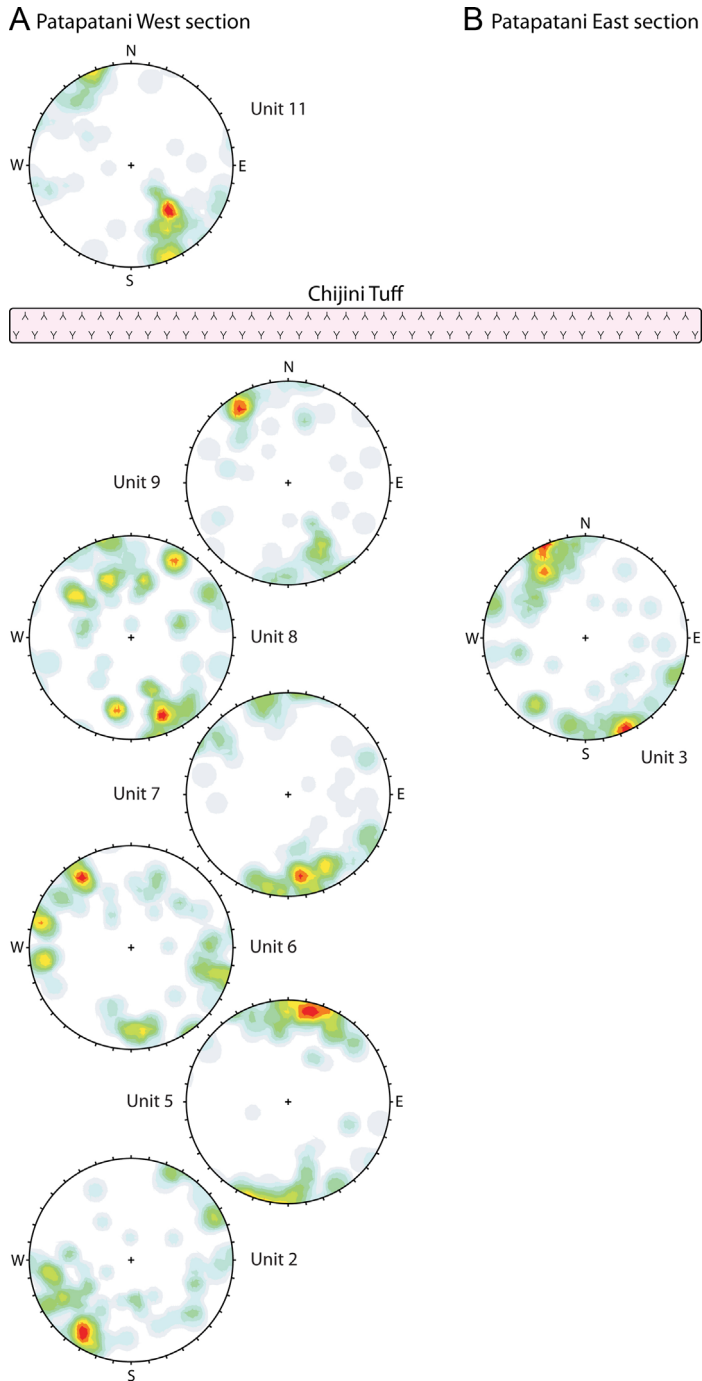 A Patapatani West section
B Patapatani East section
N
Unit 11
W
E
S
Chijini Tuff
N
Unit 9
E
N
W
Unit 8
W
E
S
Unit 3
Unit 7
E
W
Unit 6
Unit 5
E
W
Unit 2
S